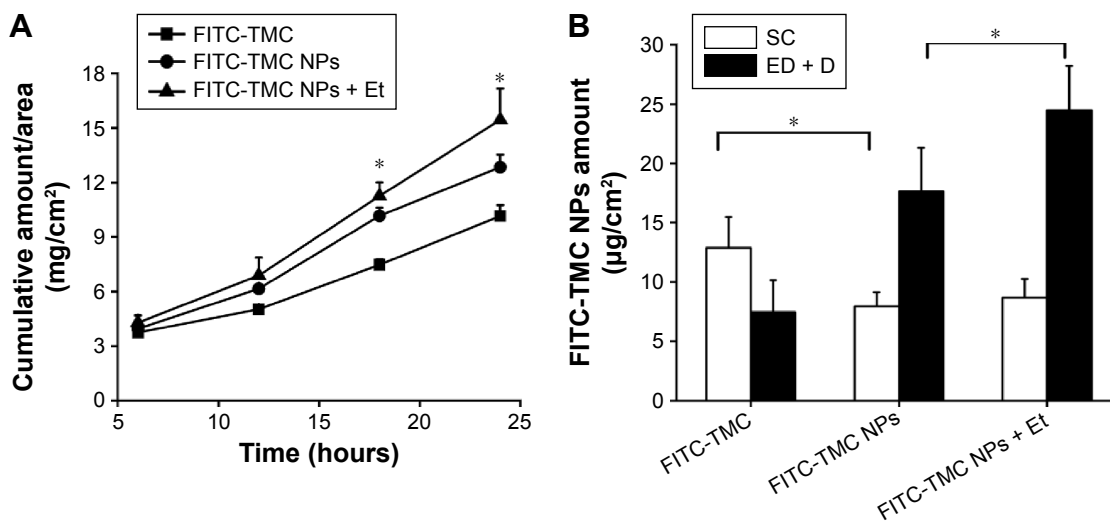 A
FITC-TMC
FITC-TMC NPs
FITC-TMC NPs + Et
Cumulative amount/area
(mg/cm²)
18
15
12
9
6
3
0
*
*
5
10
15
20
25
Time (hours)
B
SC
ED + D
FITC-TMC NPs amount
(μg/cm²)
30
25
20
15
10
5
0
*
*
FITC-TMC
FITC-TMC NPs
FITC-TMC NPs + Et